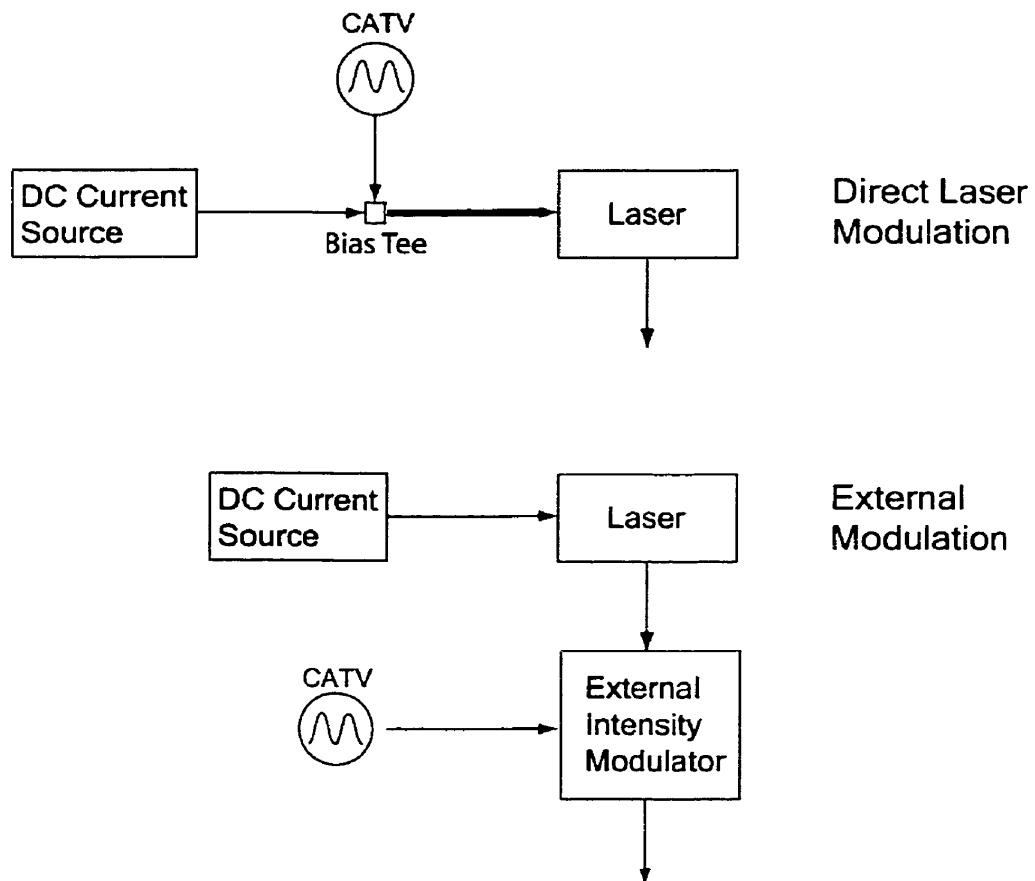 CATV
DC Current
Source
Bias Tee
Laser
Direct Laser
Modulation
DC Current
Source
Laser
External
Modulation
CATV
External
Intensity
Modulator